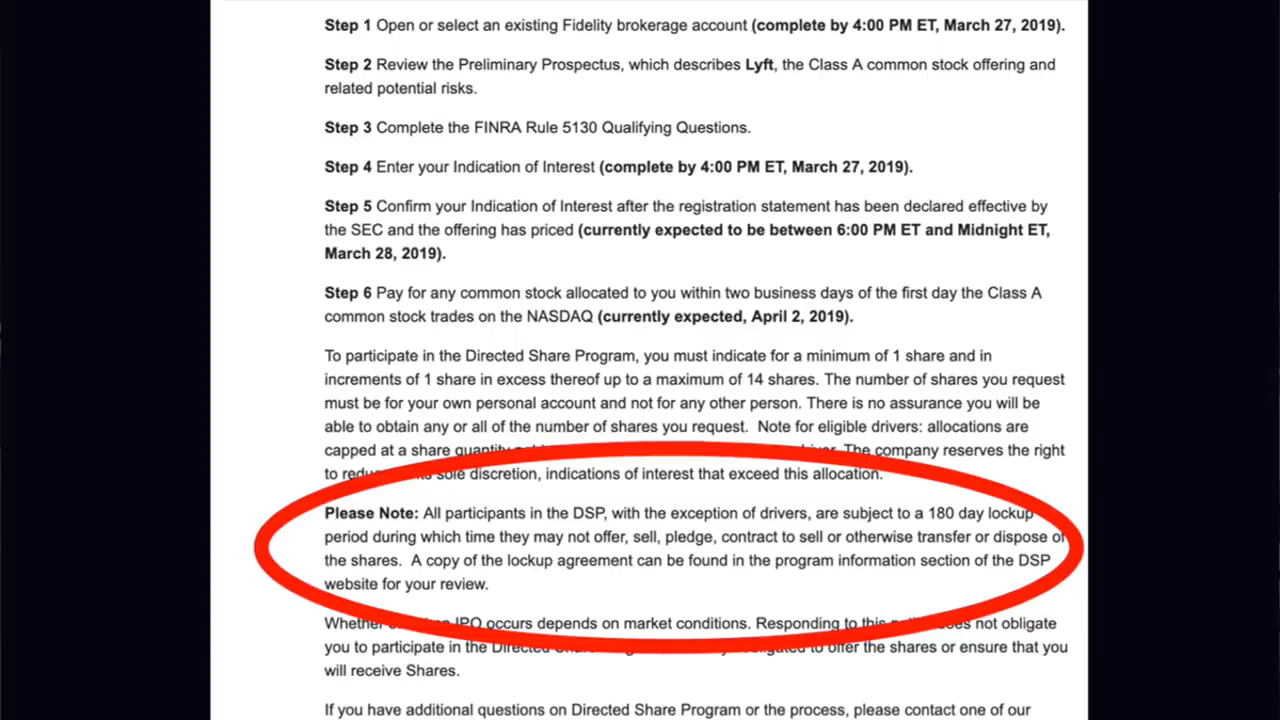 Step 1 Open or select an existing Fidelity brokerage account (complete by 4:00 PM ET, March 27, 2019).
Step 2 Review the Preliminary Prospectus, which describes Lyft, the Class A common stock offering and
related potential risks.
Step 3 Complete the FINRA Rule 5130 Qualifying Questions.
Step 4 Enter your Indication of Interest (complete by 4:00 PM ET, March 27, 2019).
Step 5 Confirm your Indication of Interest after the registration statement has been declared effective by
the SEC and the offering has priced (currently expected to be between 6:00 PM ET and Midnight ET,
March 28, 2019).
Step 6 Pay for any common stock allocated to you within two business days of the first day the Class A
common stock trades on the NASDAQ (currently expected, April 2, 2019).
To participate in the Directed Share Program, you must indicate for a minimum of 1 share and in
increments of 1 share in excess thereof up to a maximum of 14 shares. The number of shares you request
must be for your own personal account and not for any other person. There is no assurance you will be
able to obtain any or all of the number of shares you request. Note for eligible drivers: allocations are
capped at a share quantity driver. The company reserves the right
to sole discretion, indications of interest that exceed this allocation.
Please Note: All participants in the DSP, with the exception of drivers, are subject to a 180 day lockup
period during which time they may not offer, sell, pledge, contract to sell or otherwise transfer or dispose of
the shares. A copy of the lockup agreement can be found in the program information section of the DSP
website for your review.
Whether IPO occurs depends on market conditions. Responding to this not obligate
you to participate in the Directed to offer the shares or ensure that you
will receive Shares.
If you have additional questions on Directed Share Program or the process, please contact one of our